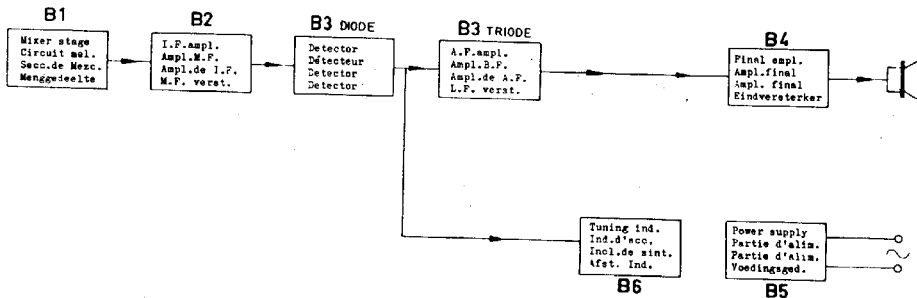 B1
Mixer stage
Circuit mel.
Secc.de Mezc.
Menggedeelte
B2
I.F.ampl.
Ampl.M.F.
Ampl.de I.F.
M.F. verst.
B3 DIODE
Detector
Détecteur
Detector
Detector
B3 TRIODE
A.F.ampl.
Ampl.B.F.
Ampl.de A.F.
L.F. verst.
B4
Final ampl.
Ampl.final
Ampl. final
Eindversterker
Tuning ind.
Ind.d'acc.
Incl.de sint.
Afst. Ind.
B6
Power supply
Partie d'alim.
Partie d'Alim.
Voedingsged.
B5